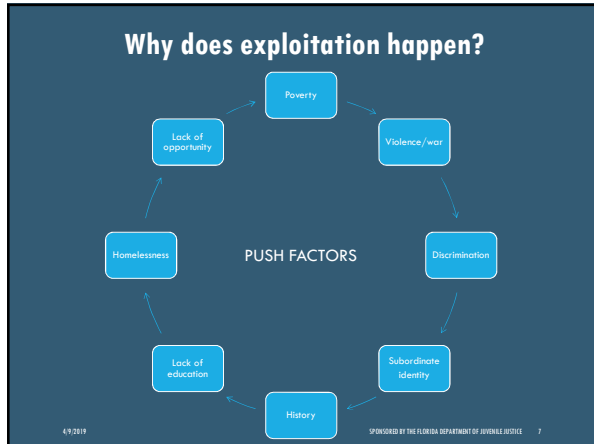 Why does exploitation happen?
Poverty
Violence/war
Discrimination
Subordinate
identity
History
Lack of
education
Homelessness
Lack of
opportunity
PUSH FACTORS
4/9/2019
SPONSORED BY THE FLORIDA DEPARTMENT OF JUVENILE JUSTICE
7